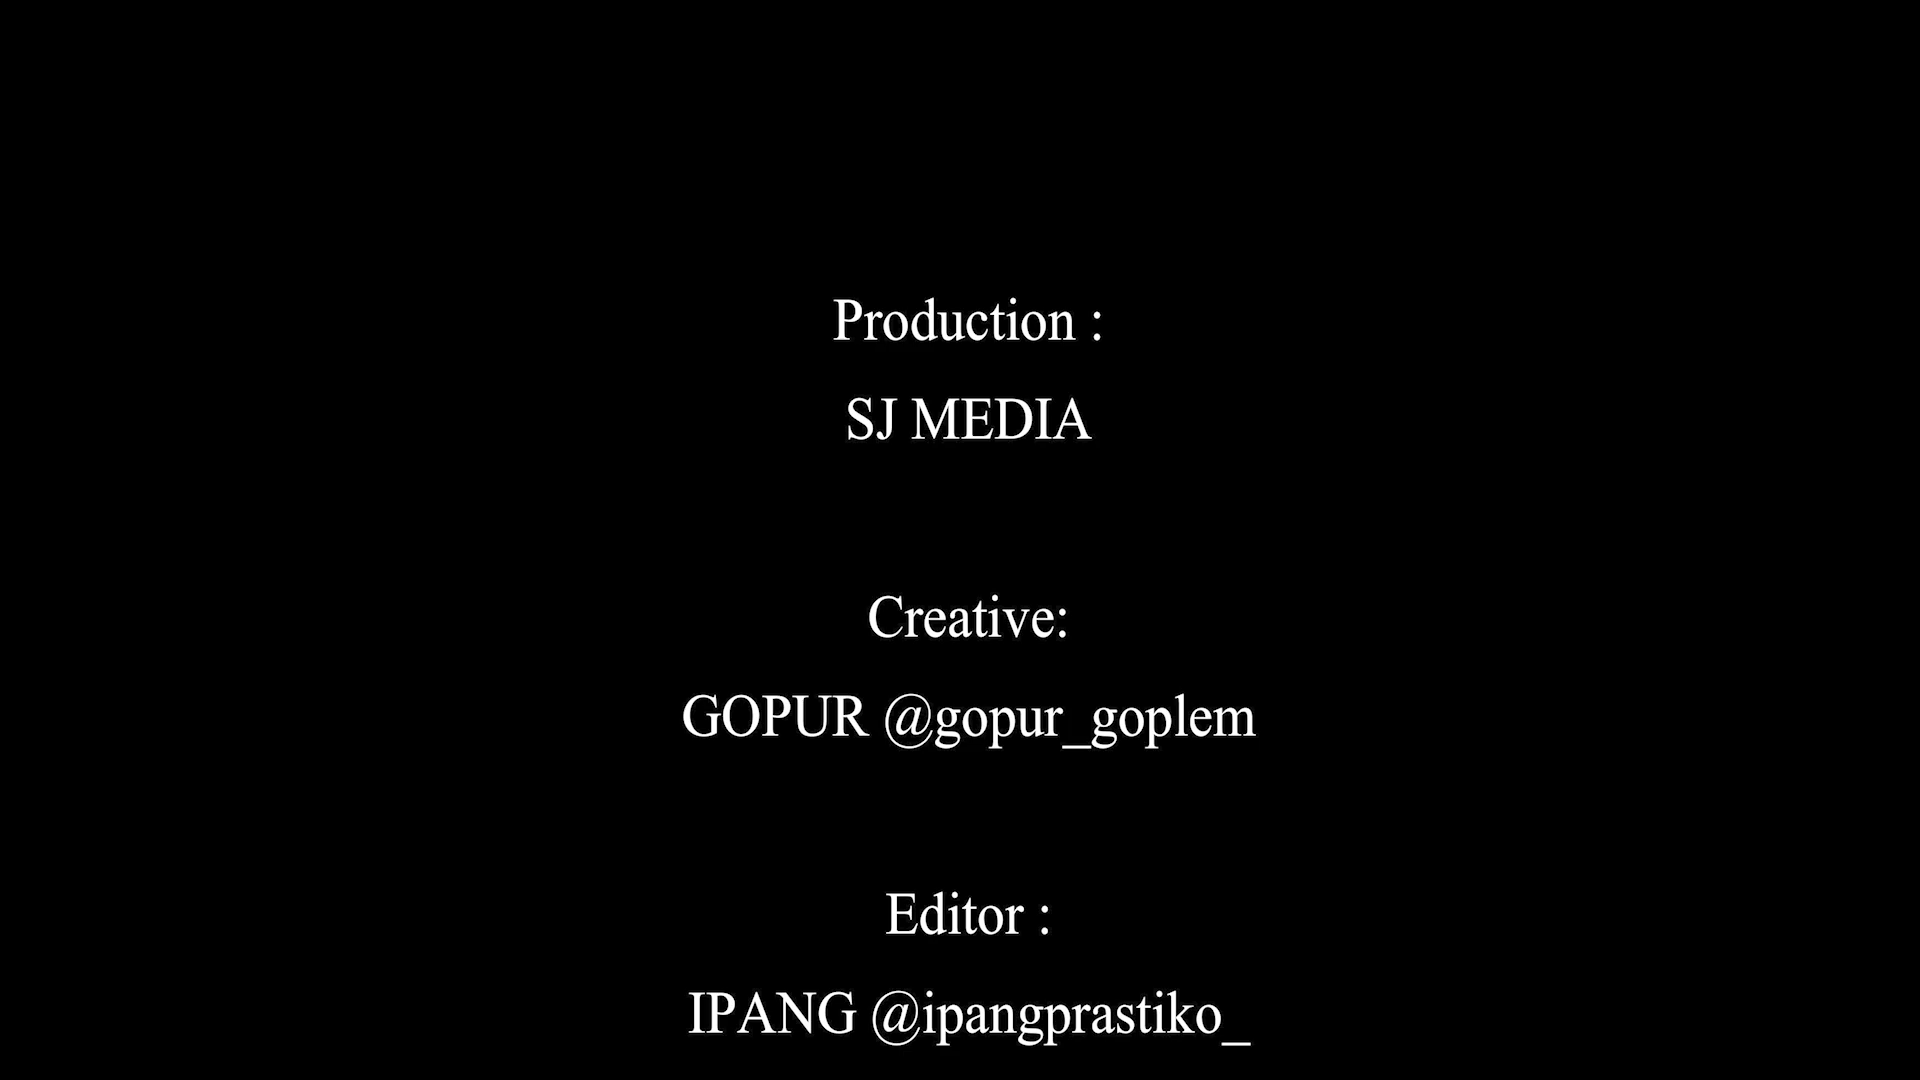 Production :
SJ MEDIA
Creative:
GOPUR @gopur_goplem
Editor :
IPANG @ipangprastiko_